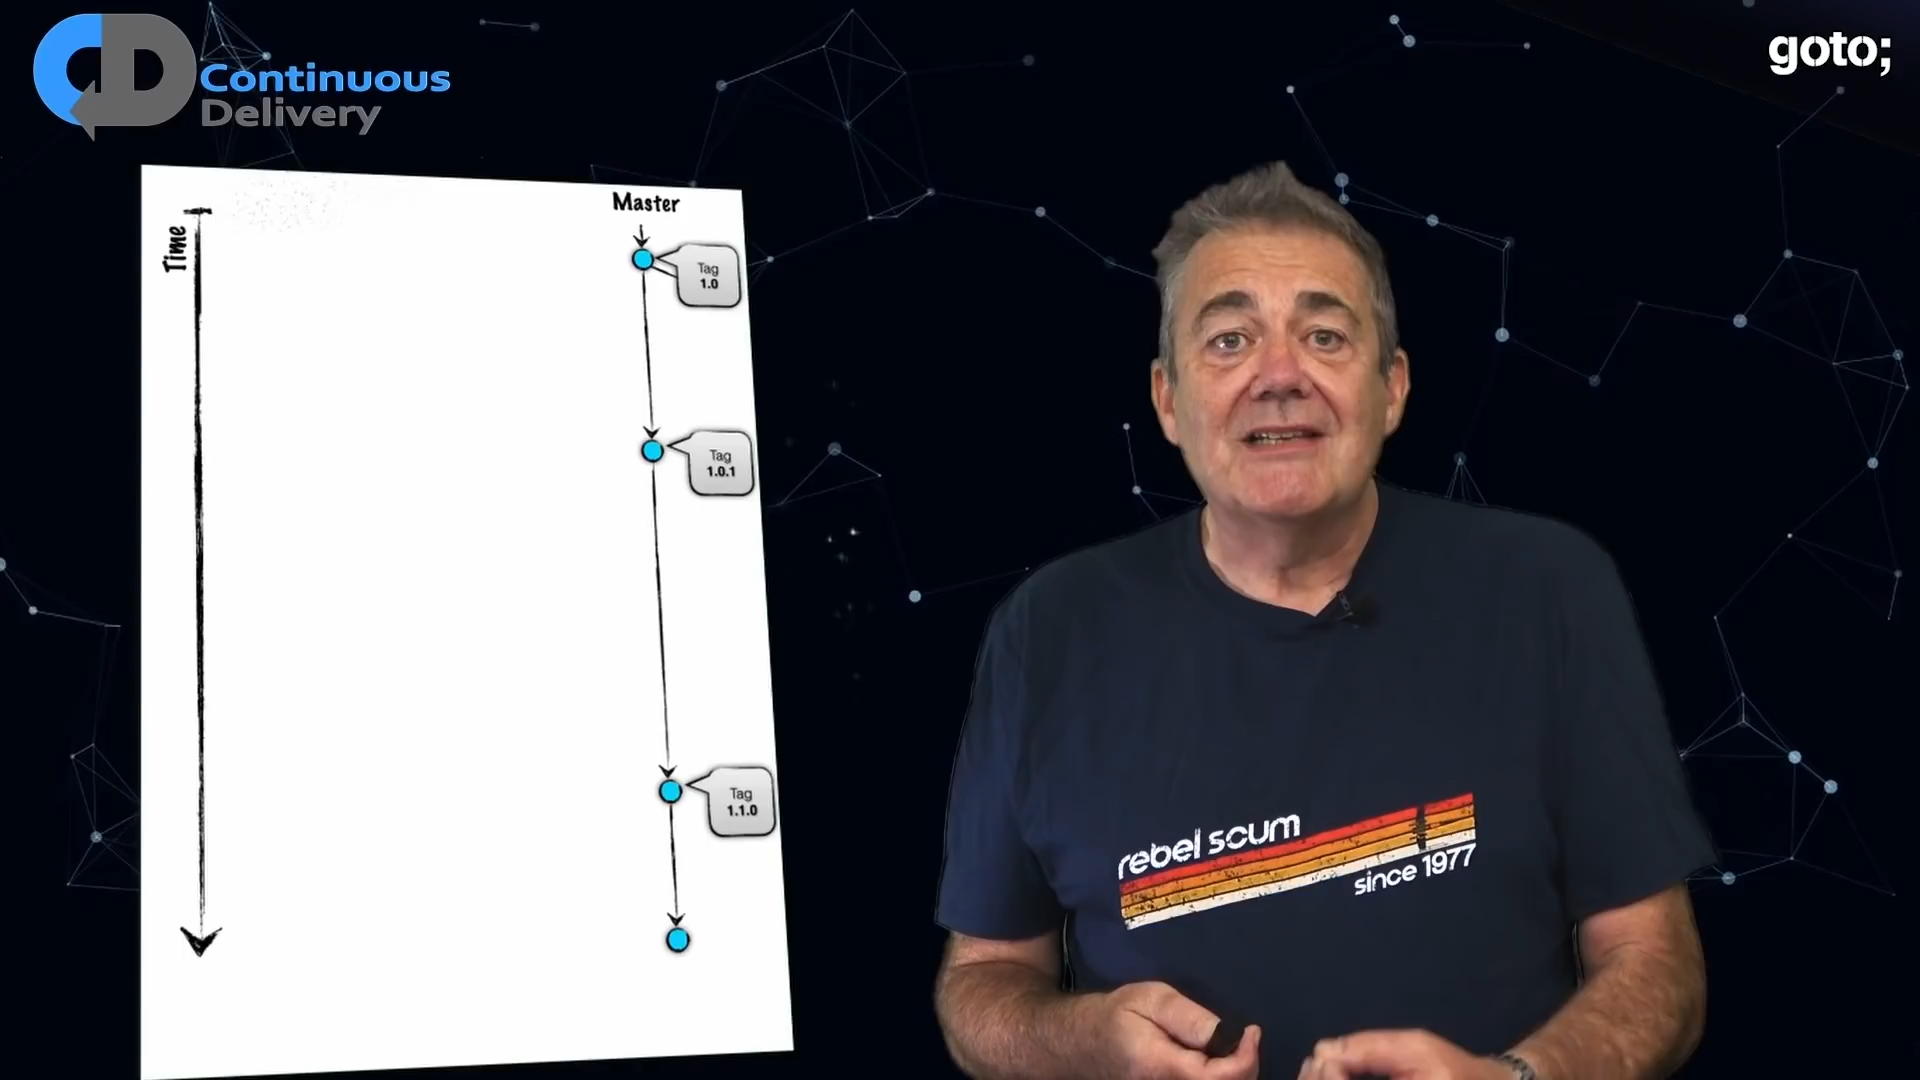 CD Continuous
Delivery
goto;
Master
Time
Tag
1.0
Tag
1.0.1
Tag
1.1.0
rebel scum
since 1977